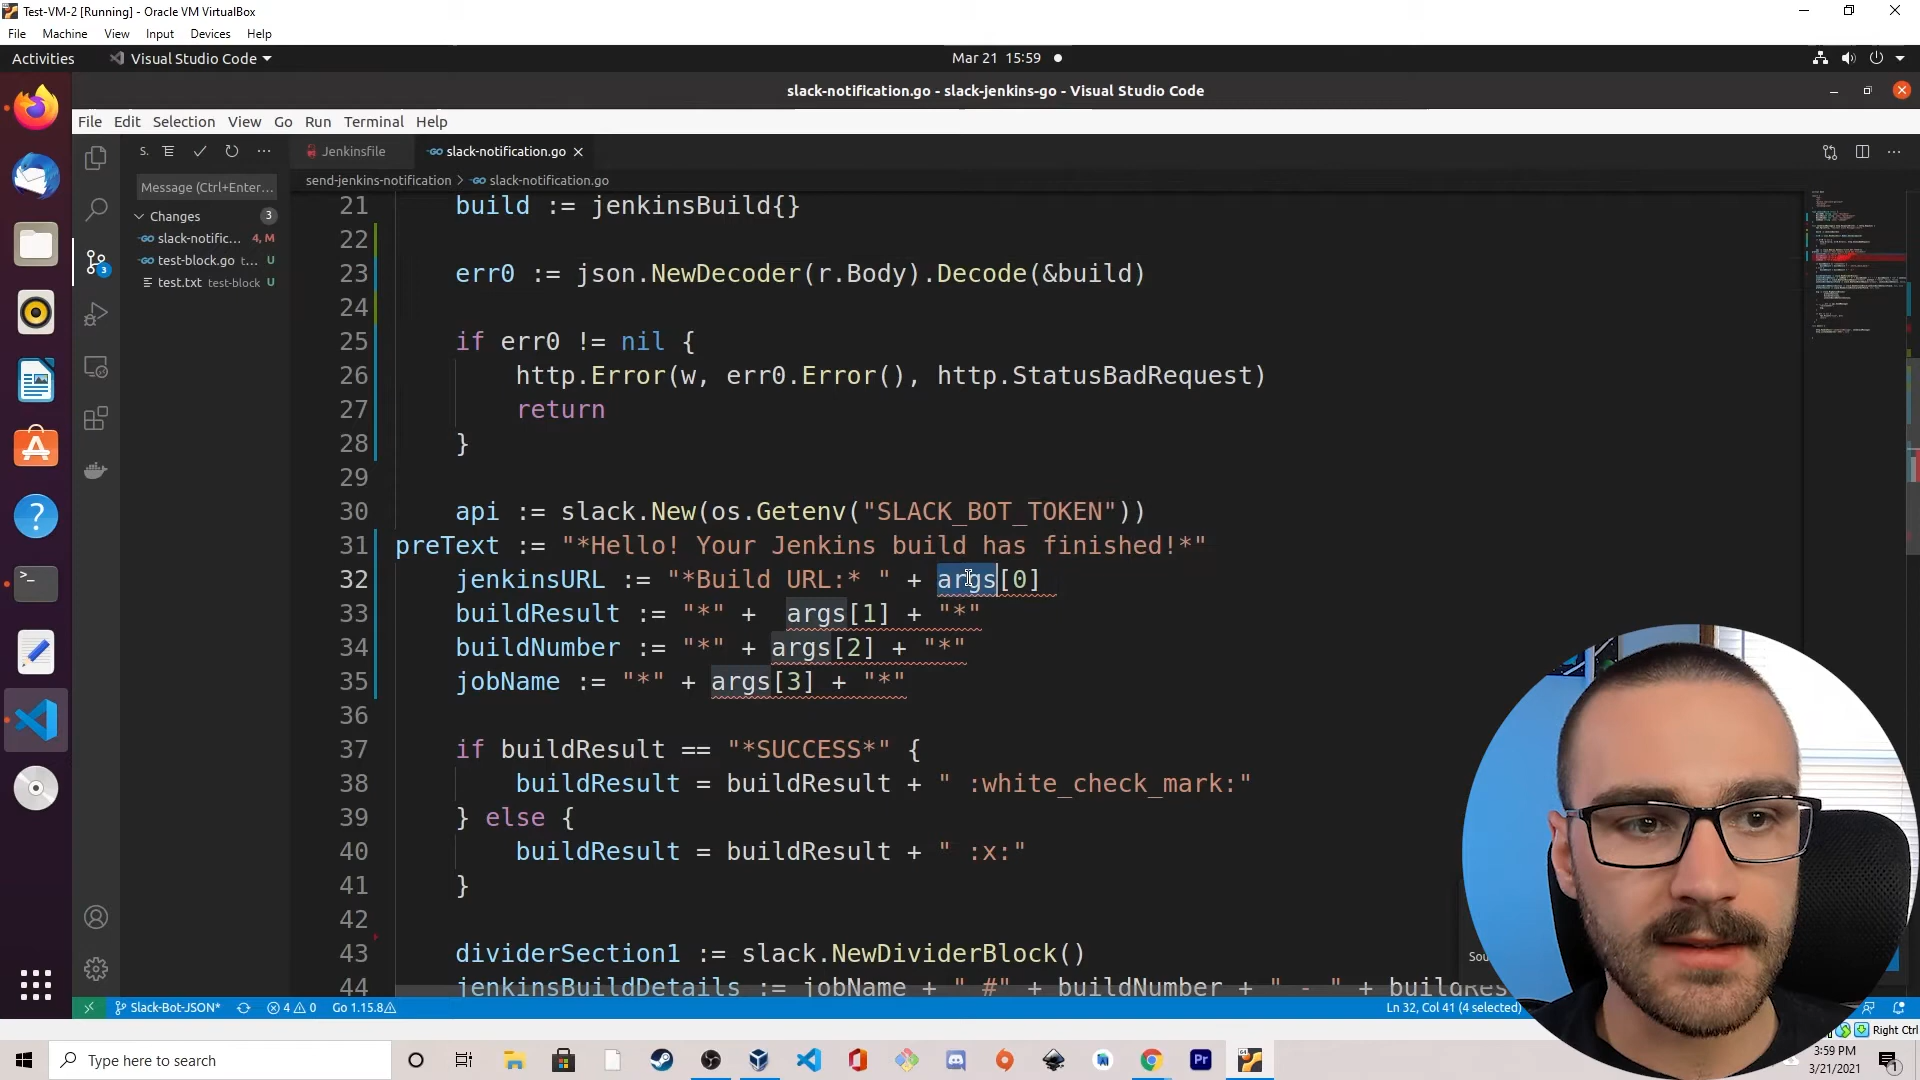 Test-VM-2 [Running] - Oracle VM VirtualBox
File Machine View Input Devices Help
Activities Visual Studio Code Mar 21 15:59
slack-notification.go - slack-jenkins-go - Visual Studio Code
File Edit Selection View Go Run Terminal Help
S. Jenkinsfile slack-notification.go
Message (Ctrl+Enter... send-jenkins-notification > slack-notification.go
Changes 3
slack-notific... 4, M
test-block.go t... U
test.txt test-block U
3
21 build := jenkinsBuild{}
22
23 err0 := json.NewDecoder(r.Body).Decode(&build)
24
25 if err0 != nil {
26 http.Error(w, err0.Error(), http.StatusBadRequest)
27 return
28 }
29
30 api := slack.New(os.Getenv("SLACK_BOT_TOKEN"))
31 preText := "*Hello! Your Jenkins build has finished!*"
32 jenkinsURL := "*Build URL:* " + args[0]
33 buildResult := "*" +  args[1] + "*"
34 buildNumber := "*" + args[2] + "*"
35 jobName := "*" + args[3] + "*"
36
37 if buildResult == "*SUCCESS*" {
38 buildResult = buildResult + " :white_check_mark:"
39 } else {
40 buildResult = buildResult + " :x:"
41 }
42
43 dividerSection1 := slack.NewDividerBlock()
44 jenkinsBuildDetails := jobName + " #" + buildNumber + " - " + buildRes
Sou
Slack-Bot-JSON* 4 0 Go 1.15.8 Ln 32, Col 41 (4 selected)
Right Ctrl
Type here to search
3:59 PM
3/21/2021